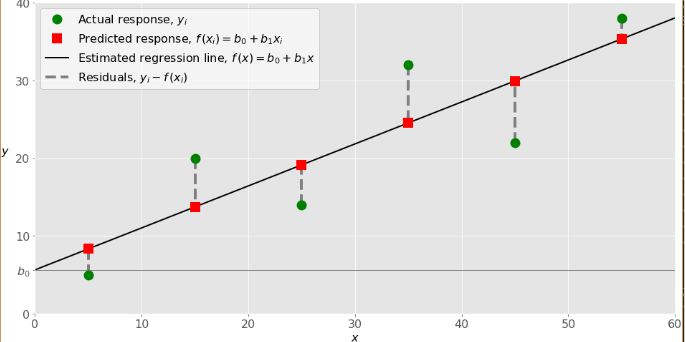 40
Actual response, yᵢ
Predicted response, f(xᵢ) = b₀ + b₁xᵢ
Estimated regression line, f(x) = b₀ + b₁x
Residuals, yᵢ − f(xᵢ)
30
y
20
10
b₀
0
0 10 20 30 40 50 60
x